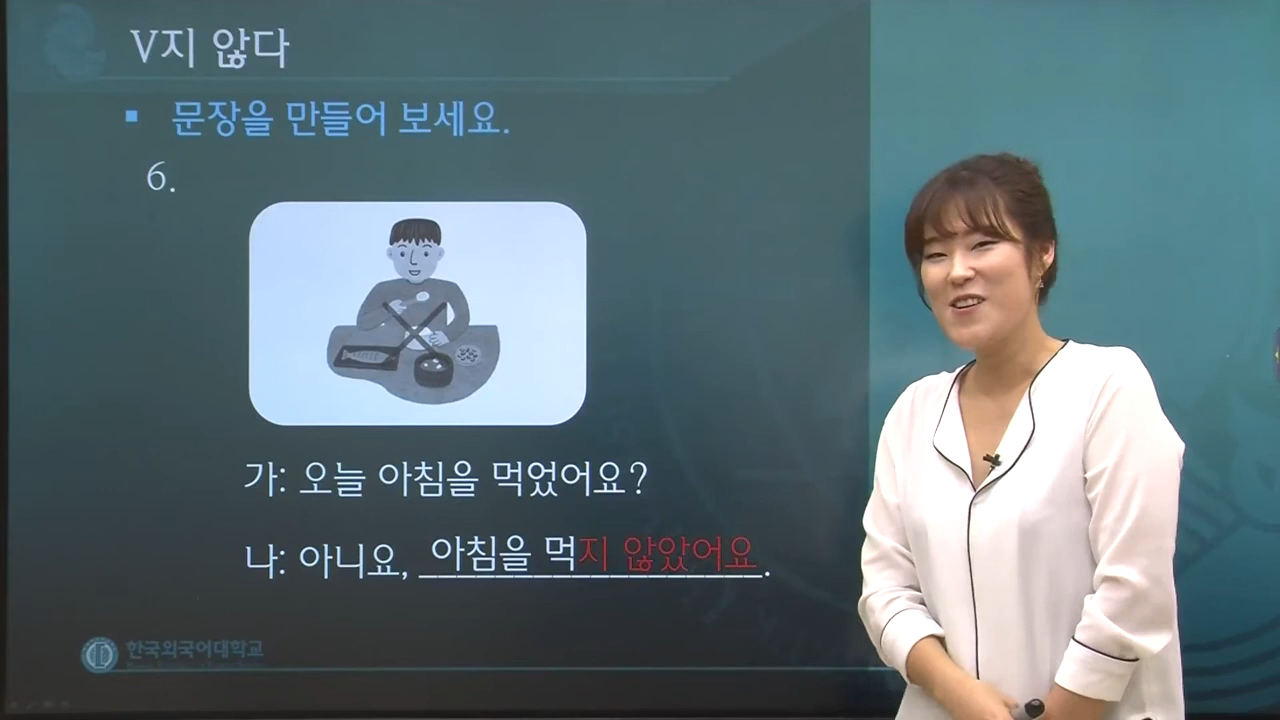 V지 않다
▪ 문장을 만들어 보세요.
6.
가: 오늘 아침을 먹었어요?
나: 아니요, 아침을 먹지 않았어요.
한국외국어대학교